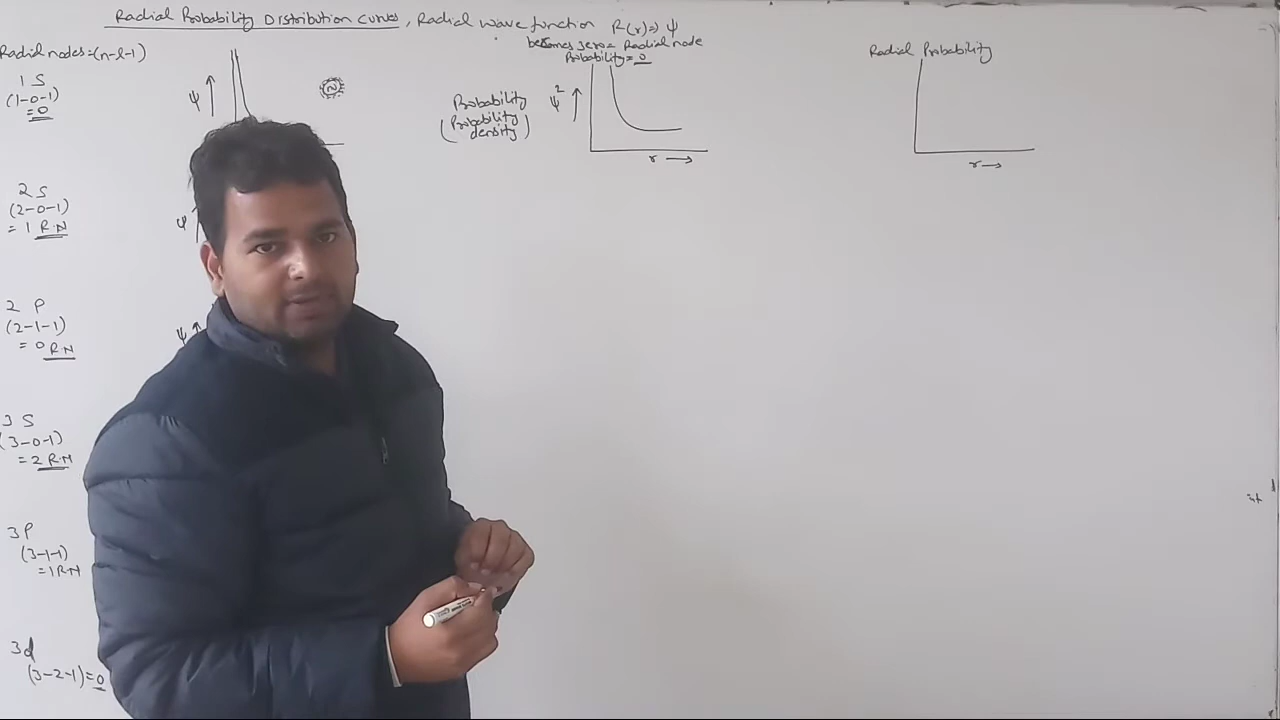 Radial Probability Distribution Curves, Radial wave function R(r) = ψ
becomes zero = Radial node
Probability = 0
Radial nodes = (n-l-1)
1 S
(1-0-1)
= 0
ψ
N
Probability
(Probability density)
ψ²
r →
Radial Probability
r →
2 S
(2-0-1)
= 1 R.N
ψ
2 P
(2-1-1)
= 0 R.N
ψ
3 S
(3-0-1)
= 2 R.N
3P
(3-1-1)
= 1 R.N
3d
(3-2-1) = 0